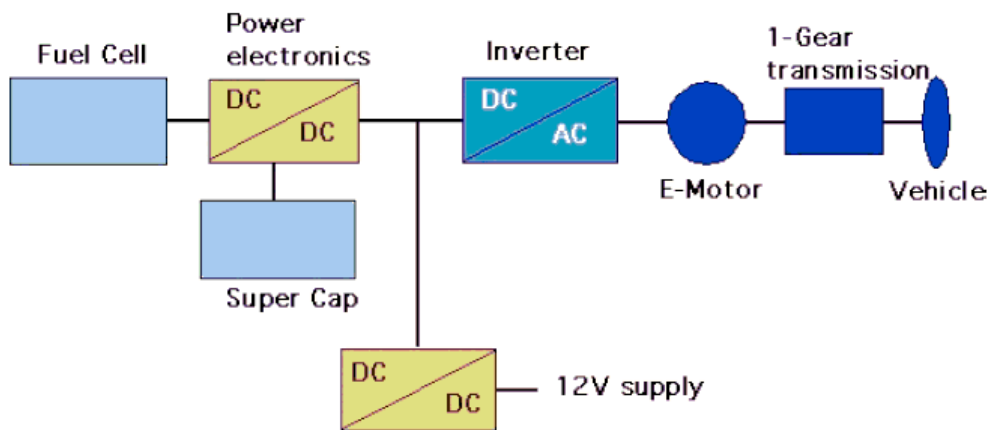 Fuel Cell
Power
electronics
DC
DC
Super Cap
Inverter
DC
AC
E-Motor
1-Gear
transmission
Vehicle
DC
DC
12V supply